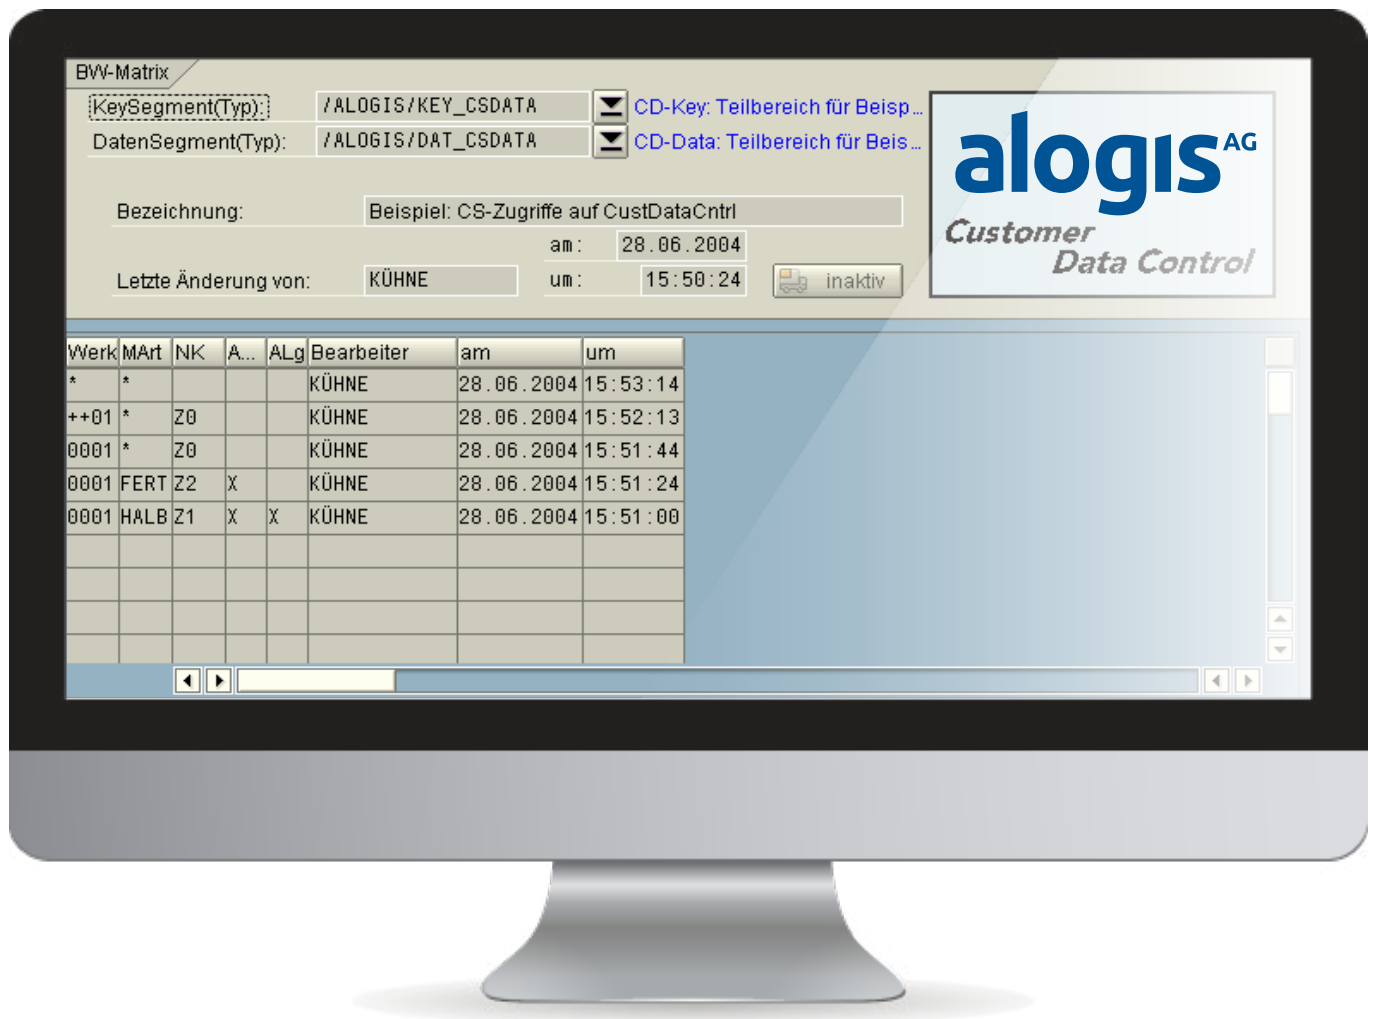 BW-Matrix
KeySegment(Typ): /ALOGIS/KEY_CSDATA CD-Key: Teilbereich für Beisp...
DatenSegment(Typ): /ALOGIS/DAT_CSDATA CD-Data: Teilbereich für Beis...
alogis AG
Customer
Data Control
Bezeichnung: Beispiel: CS-Zugriffe auf CustDataCntrl
am: 28.06.2004
Letzte Änderung von: KÜHNE um: 15:50:24 inaktiv
Werk MArt NK A... ALg Bearbeiter am um
* * KÜHNE 28.06.2004 15:53:14
++01 * Z0 KÜHNE 28.06.2004 15:52:13
0001 * Z0 KÜHNE 28.06.2004 15:51:44
0001 FERT Z2 X KÜHNE 28.06.2004 15:51:24
0001 HALB Z1 X X KÜHNE 28.06.2004 15:51:00